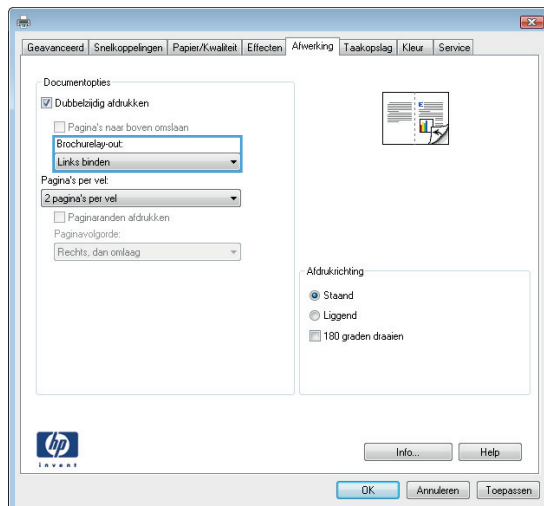 Geavanceerd Snelkoppelingen Papier/Kwaliteit Effecten Afwerking Taakopslag Kleur Service
Documentopties
Dubbelzijdig afdrukken
Pagina's naar boven omslaan
Brochurelay-out:
Links binden
Pagina's per vel:
2 pagina's per vel
Paginaranden afdrukken
Paginavolgorde:
Rechts, dan omlaag
Afdrukrichting
Staand
Liggend
180 graden draaien
hp
invent
Info... Help
OK Annuleren Toepassen